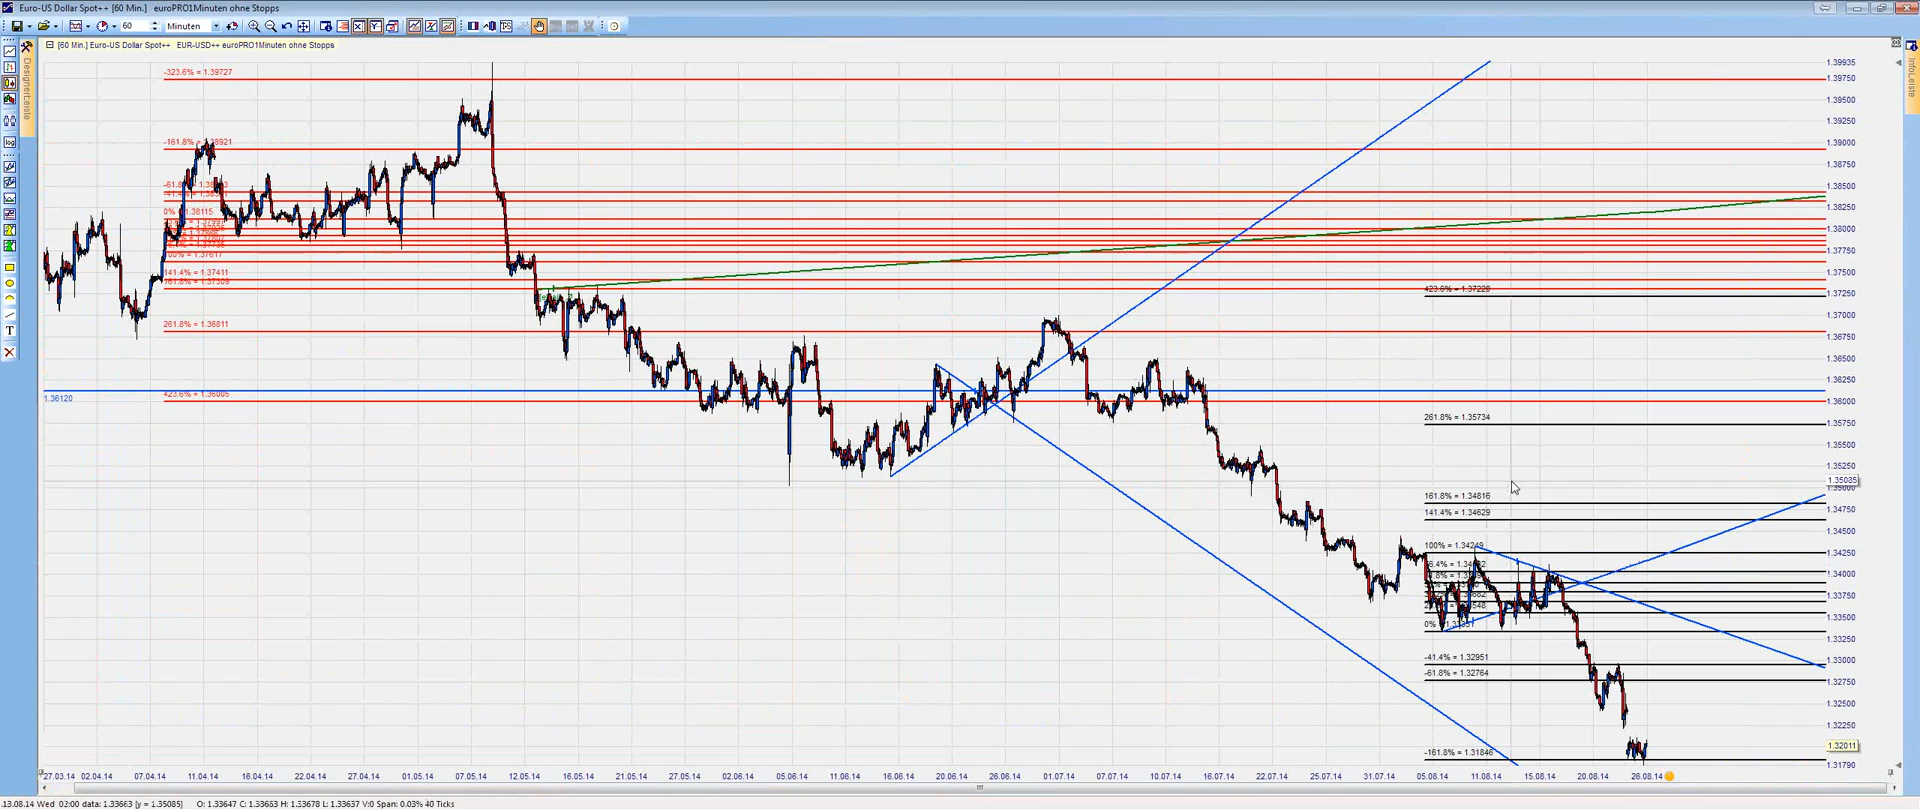 Euro-US Dollar Spot++ [60 Min.] euroPRO1Minuten ohne Stopps
60
Minuten
[60 Min.] Euro-US Dollar Spot++ EUR-USD++ euroPRO1Minuten ohne Stopps
DesignerLeiste
InfoLeiste
-323.6% = 1.39727
-161.8%
0%
1.38115
141.4% = 1.37411
261.8% = 1.36811
423.6% = 1.36005
1.36120
423.6% = 1.37220
261.8% = 1.35734
161.8% = 1.34816
141.4% = 1.34629
100% = 1.34249
0%
-41.4% = 1.32951
-61.8% = 1.32764
-161.8% = 1.31846
1.39935
1.39750
1.39500
1.39250
1.39000
1.38750
1.38500
1.38250
1.38000
1.37750
1.37500
1.37250
1.37000
1.36750
1.36500
1.36250
1.36000
1.35750
1.35500
1.35250
1.35085
1.35000
1.34750
1.34500
1.34250
1.34000
1.33750
1.33500
1.33250
1.33000
1.32750
1.32500
1.32250
1.32011
1.31790
27.03.14 02.04.14 07.04.14 11.04.14 16.04.14 22.04.14 27.04.14 01.05.14 07.05.14 12.05.14 16.05.14 21.05.14 27.05.14 02.06.14 05.06.14 11.06.14 16.06.14 20.06.14 26.06.14 01.07.14 07.07.14 10.07.14 16.07.14 22.07.14 25.07.14 31.07.14 05.08.14 11.08.14 15.08.14 20.08.14 26.08.14
13.08.14 Wed 02:00 data: 1.33663 [y = 1.35085] O: 1.33647 C: 1.33653 H: 1.33678 L: 1.33637 V:0 Span: 0.03% 40 Ticks